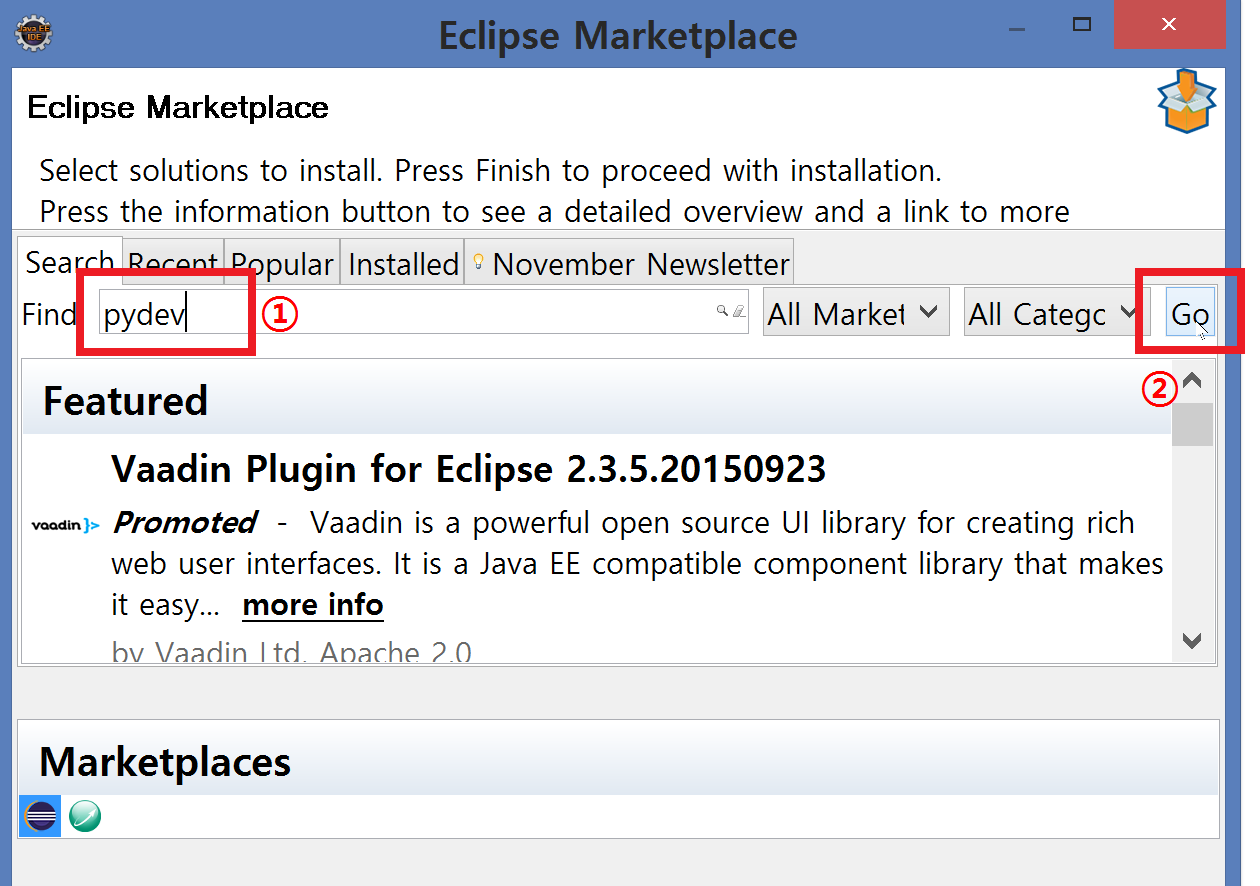 Java EE
IDE
Eclipse Marketplace
Eclipse Marketplace
Select solutions to install. Press Finish to proceed with installation.
Press the information button to see a detailed overview and a link to more
Search Recent Popular Installed November Newsletter
Find pydev ① All Market All Categc Go
②
Featured
Vaadin Plugin for Eclipse 2.3.5.20150923
vaadin}> Promoted - Vaadin is a powerful open source UI library for creating rich
web user interfaces. It is a Java EE compatible component library that makes
it easy... more info
by Vaadin Ltd, Apache 2.0
Marketplaces